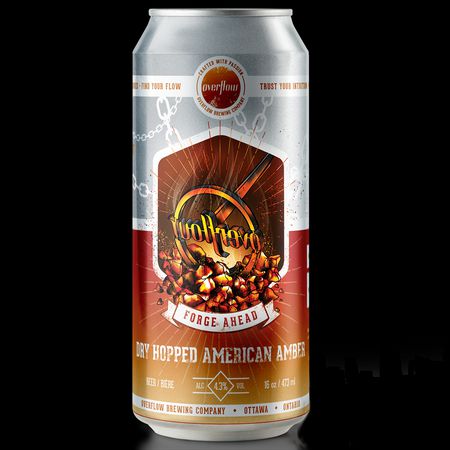 CRAFTED WITH PASSION
FIND YOUR FLOW
overflow
TRUST YOUR
OVERFLOW BREWING COMPANY
overflow
FORGE AHEAD
DRY HOPPED AMERICAN AMBER
BEER / BIÈRE
ALC 4.3% VOL
16 oz / 473 ml
OVERFLOW BREWING COMPANY • OTTAWA • ONTARIO